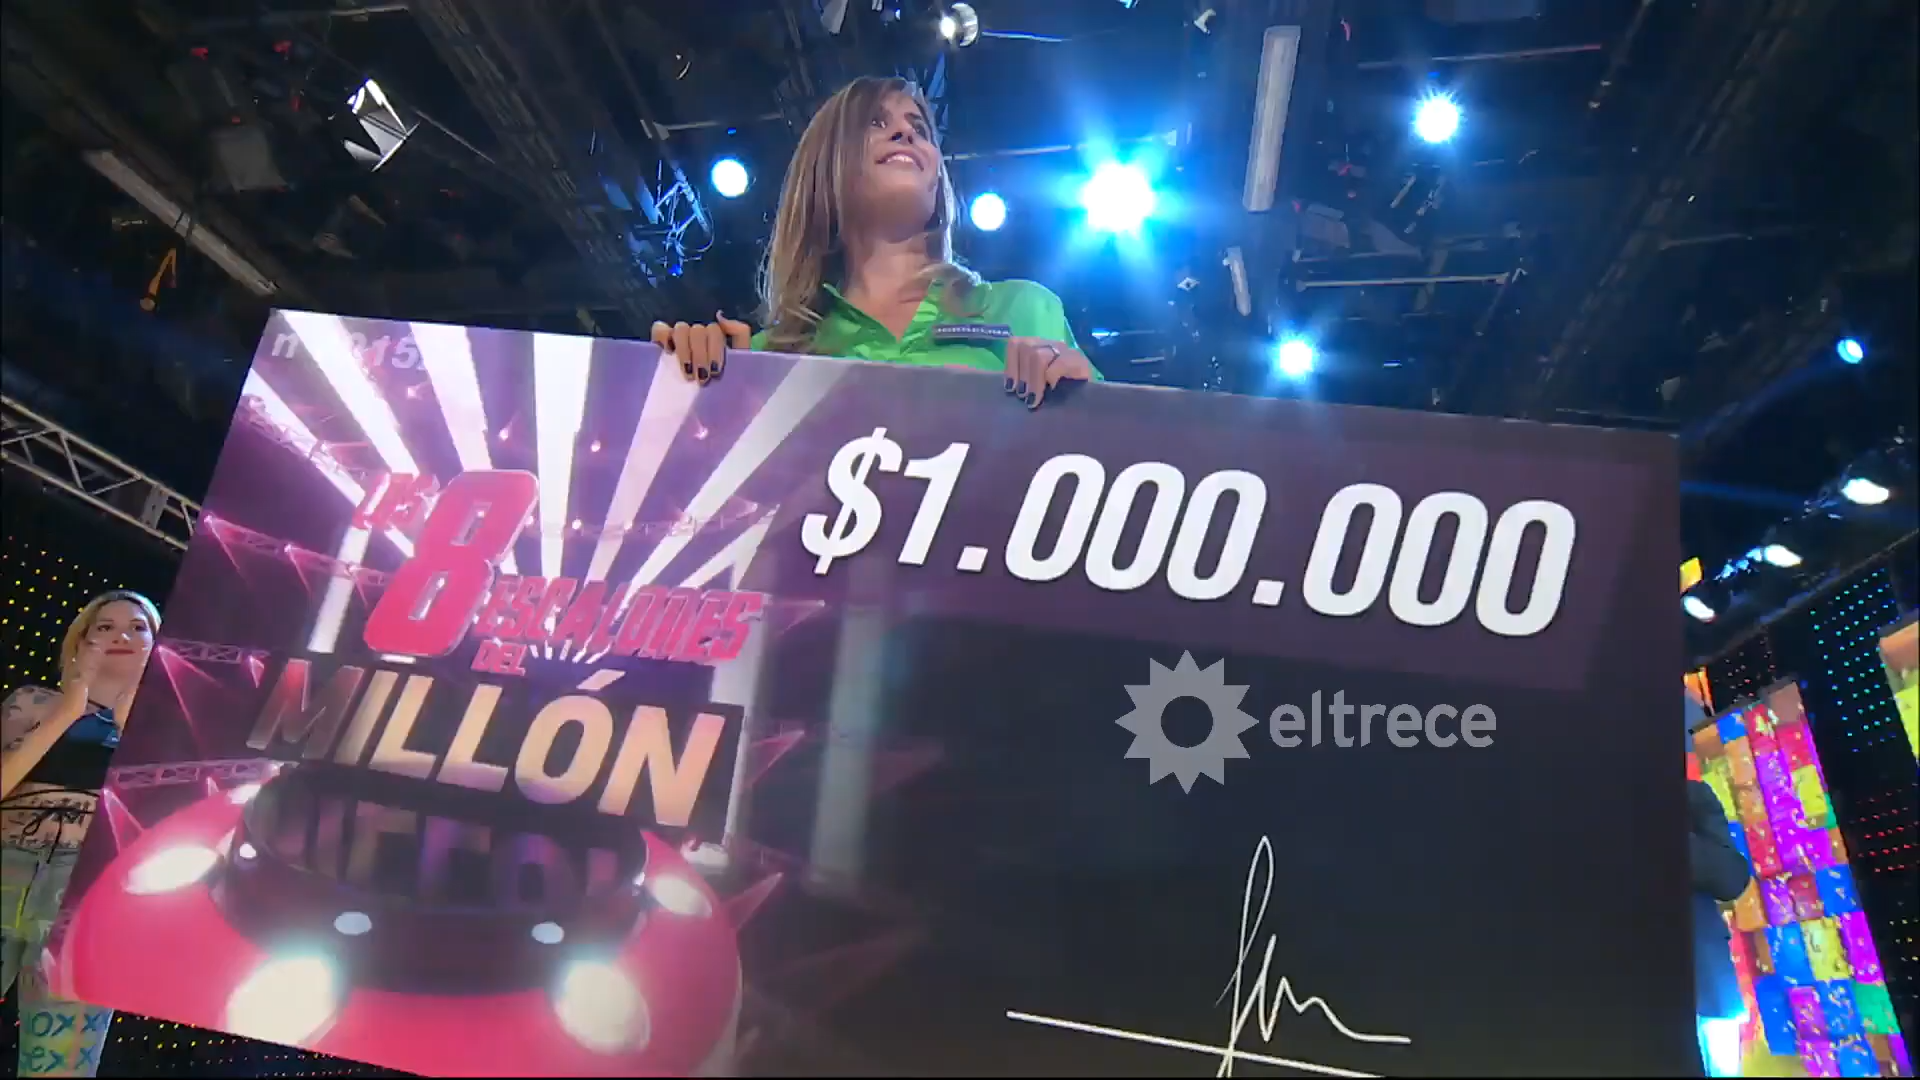 $1.000.000
LOS
8
ESCALONES
DEL
MILLÓN
eltrece